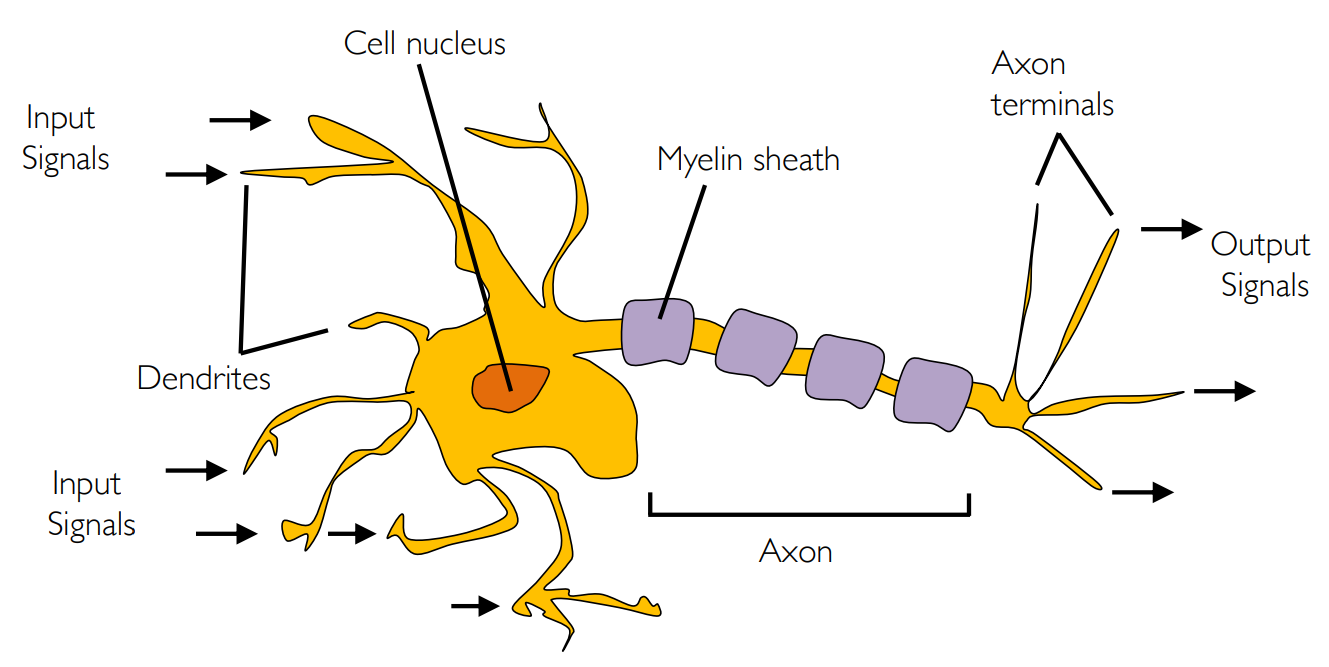 Cell nucleus
Axon
terminals
Input
Signals
Myelin sheath
Output
Signals
Dendrites
Input
Signals
Axon